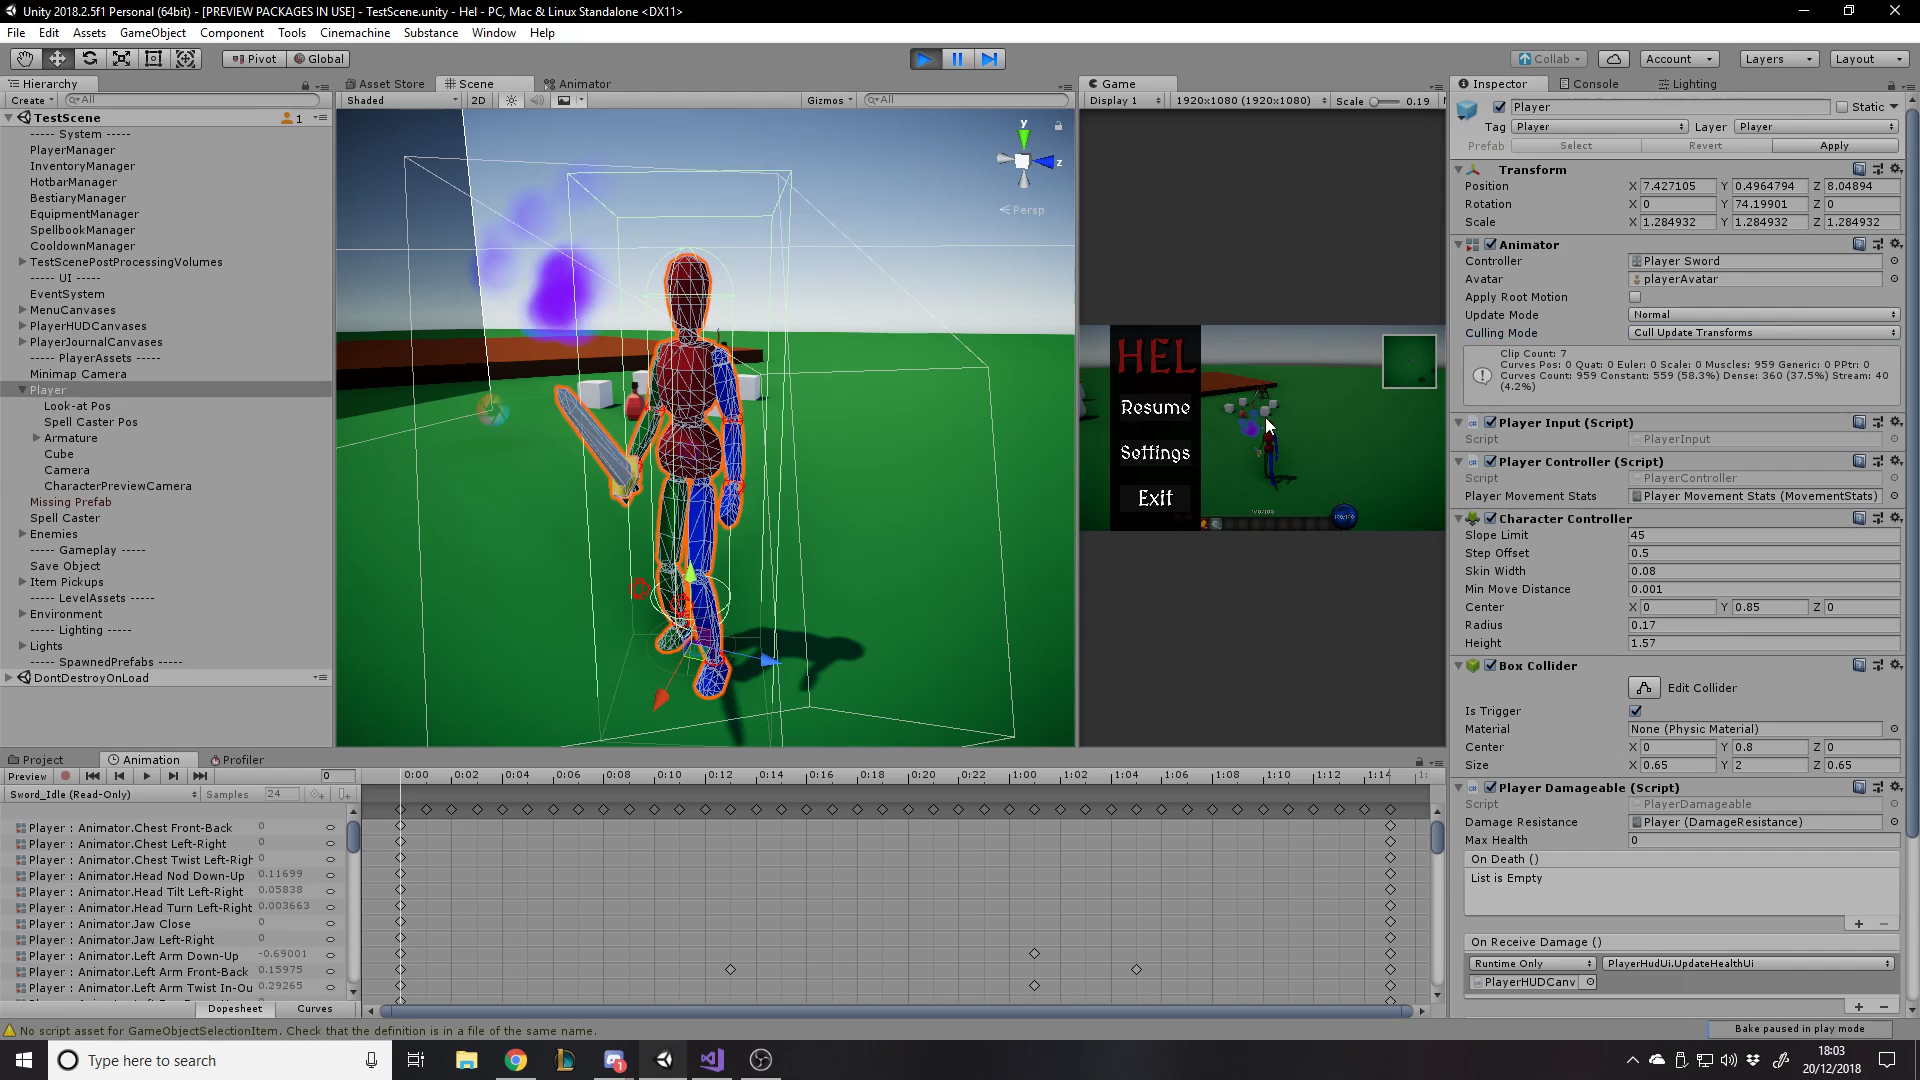 Unity 2018.2.5f1 Personal (64bit) - [PREVIEW PACKAGES IN USE] - TestScene.unity - Hel - PC, Mac & Linux Standalone <DX11>
File Edit Assets GameObject Component Tools Cinemachine Substance Window Help
Pivot Global Collab Account Layers Layout
Hierarchy
Create All
TestScene 1
----- System -----
PlayerManager
InventoryManager
HotbarManager
BestiaryManager
EquipmentManager
SpellbookManager
CooldownManager
TestScenePostProcessingVolumes
----- UI -----
EventSystem
MenuCanvases
PlayerHUDCanvases
PlayerJournalCanvases
----- PlayerAssets -----
Minimap Camera
Player
Look-at Pos
Spell Caster Pos
Armature
Cube
Camera
CharacterPreviewCamera
Missing Prefab
Spell Caster
Enemies
----- Gameplay -----
Save Object
Item Pickups
----- LevelAssets -----
Environment
----- Lighting -----
Lights
----- SpawnedPrefabs -----
DontDestroyOnLoad
Asset Store Scene Animator
Shaded 2D Gizmos All
y
z
Persp
Game
Display 1 1920x1080 (1920x1080) Scale 0.19
HEL
Resume
Settings
Exit
100/100
100/100
Inspector Console Lighting
Player Static
Tag Player Layer Player
Prefab Select Revert Apply
Transform
Position X 7.427105 Y 0.4964794 Z 8.04894
Rotation X 0 Y 74.19901 Z 0
Scale X 1.284932 Y 1.284932 Z 1.284932
Animator
Controller Player Sword
Avatar playerAvatar
Apply Root Motion
Update Mode Normal
Culling Mode Cull Update Transforms
Clip Count: 7
Curves Pos: 0 Quat: 0 Euler: 0 Scale: 0 Muscles: 959 Generic: 0 PPtr: 0
Curves Count: 959 Constant: 559 (58.3%) Dense: 360 (37.5%) Stream: 40
(4.2%)
Player Input (Script)
Script PlayerInput
Player Controller (Script)
Script PlayerController
Player Movement Stats Player Movement Stats (MovementStats)
Character Controller
Slope Limit 45
Step Offset 0.5
Skin Width 0.08
Min Move Distance 0.001
Center X 0 Y 0.85 Z 0
Radius 0.17
Height 1.57
Box Collider
Edit Collider
Is Trigger
Material None (Physic Material)
Center X 0 Y 0.8 Z 0
Size X 0.65 Y 2 Z 0.65
Player Damageable (Script)
Script PlayerDamageable
Damage Resistance Player (DamageResistance)
Max Health 0
On Death ()
List is Empty
On Receive Damage ()
Runtime Only PlayerHudUi.UpdateHealthUi
PlayerHUDCanv
Project Animation Profiler
Preview 0
Sword_Idle (Read-Only) Samples 24
0:00 0:02 0:04 0:06 0:08 0:10 0:12 0:14 0:16 0:18 0:20 0:22 1:00 1:02 1:04 1:06 1:08 1:10 1:12 1:14
Player : Animator.Chest Front-Back 0
Player : Animator.Chest Left-Right 0
Player : Animator.Chest Twist Left-Righ 0
Player : Animator.Head Nod Down-Up 0.11699
Player : Animator.Head Tilt Left-Right 0.05838
Player : Animator.Head Turn Left-Right 0.003663
Player : Animator.Jaw Close 0
Player : Animator.Jaw Left-Right 0
Player : Animator.Left Arm Down-Up -0.69001
Player : Animator.Left Arm Front-Back 0.15975
Player : Animator.Left Arm Twist In-Ou 0.29265
Dopesheet Curves
No script asset for GameObjectSelectionItem. Check that the definition is in a file of the same name.
Bake paused in play mode
Type here to search
1
18:03
20/12/2018